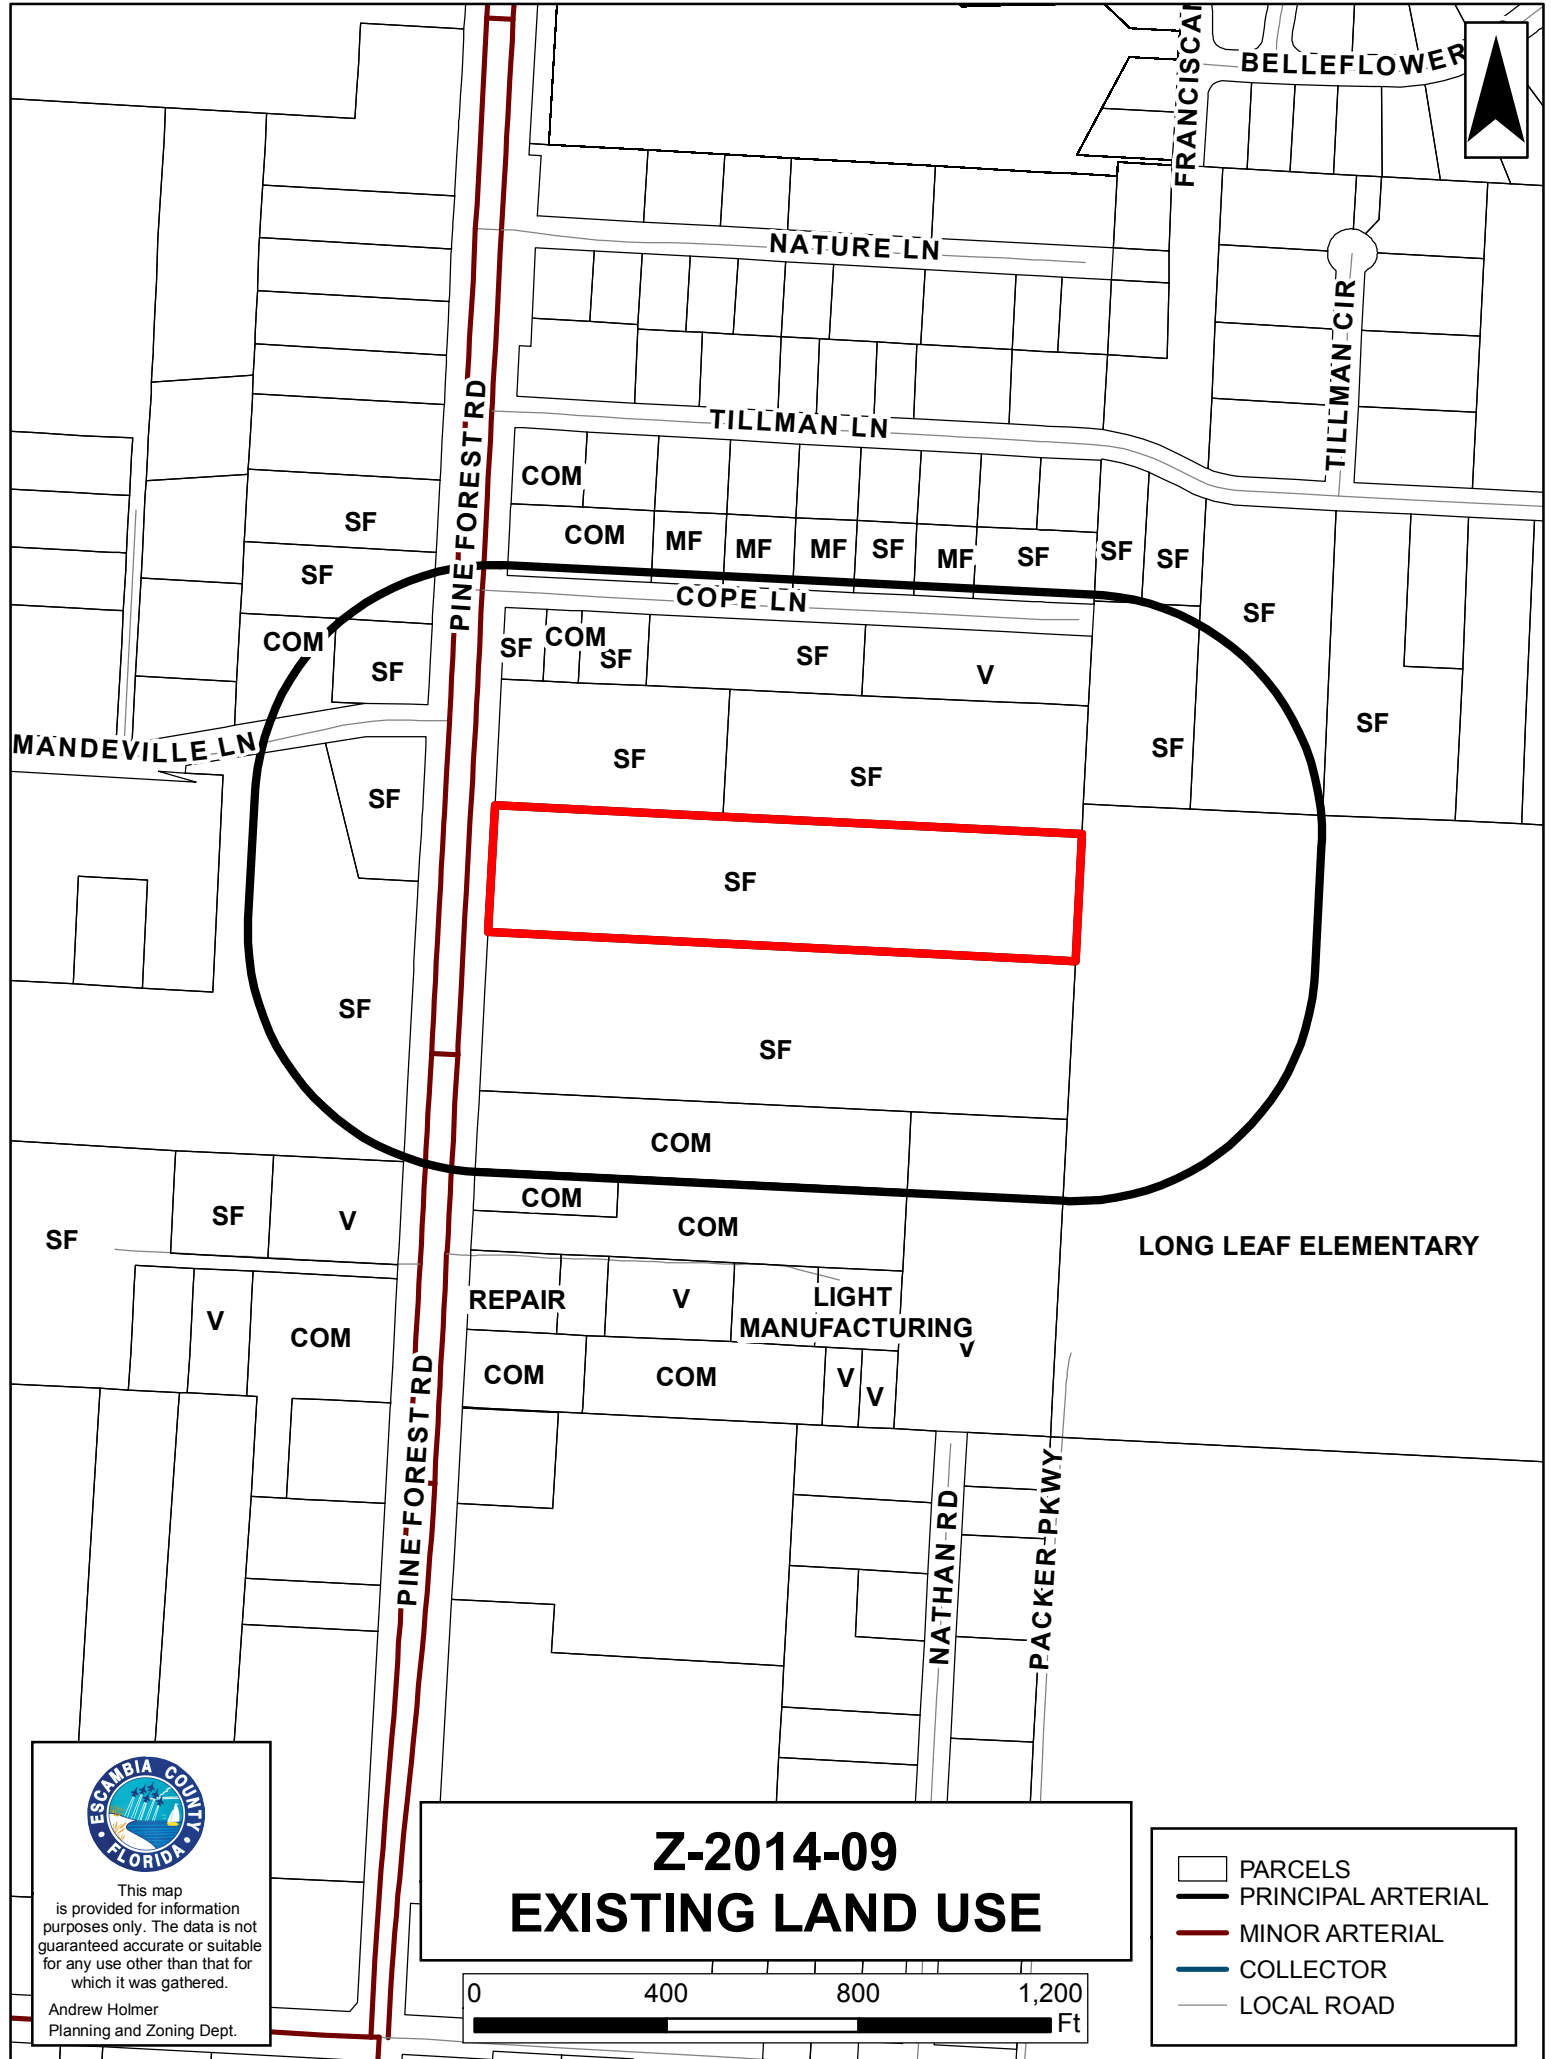 FRANCISCAN
BELLEFLOWER
NATURE LN
TILLMAN CIR
PINE FOREST RD
TILLMAN LN
COM
SF
COM
MF
MF
MF
SF
MF
SF
SF
SF
SF
COPE LN
SF
COM
SF
SF
COM
SF
SF
V
SF
MANDEVILLE LN
SF
SF
SF
SF
SF
SF
SF
SF
COM
COM
SF
SF
V
COM
LONG LEAF ELEMENTARY
REPAIR
V
LIGHT
MANUFACTURING
V
V
COM
COM
COM
V
V
PINE FOREST RD
NATHAN RD
PACKER PKWY
ESCAMBIA COUNTY
FLORIDA
This map
is provided for information
purposes only. The data is not
guaranteed accurate or suitable
for any use other than that for
which it was gathered.
Andrew Holmer
Planning and Zoning Dept.
Z-2014-09
EXISTING LAND USE
0 400 800 1,200
Ft
PARCELS
PRINCIPAL ARTERIAL
MINOR ARTERIAL
COLLECTOR
LOCAL ROAD